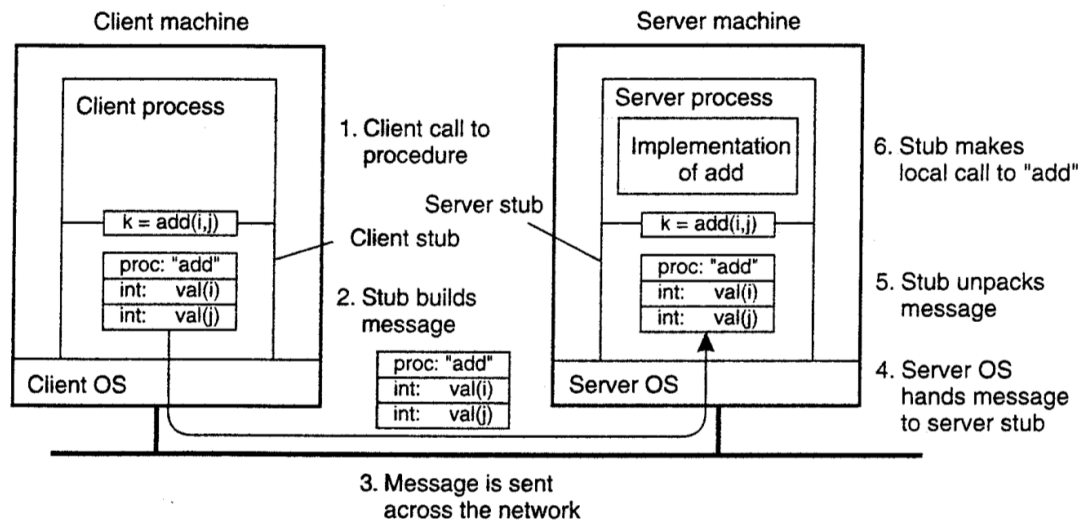 Client machine
Server machine
Client process
1. Client call to
procedure
Server process
Implementation
of add
6. Stub makes
local call to "add"
Server stub
k = add(i,j)
k = add(i,j)
Client stub
proc: "add"
int: val(i)
int: val(j)
2. Stub builds
message
proc: "add"
int: val(i)
int: val(j)
5. Stub unpacks
message
proc: "add"
int: val(i)
int: val(j)
Client OS
Server OS
4. Server OS
hands message
to server stub
3. Message is sent
across the network